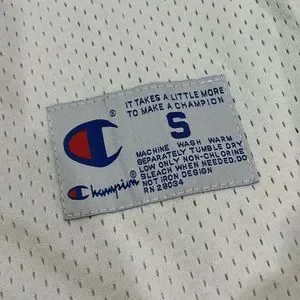 IT TAKES A LITTLE MORE
TO MAKE A CHAMPION
®
S
Champion
®
MACHINE WASH WARM
SEPARATELY TUMBLE DRY
LOW ONLY NON-CHLORINE
BLEACH WHEN NEEDED.DO
NOT IRON DESIGN
RN 26034